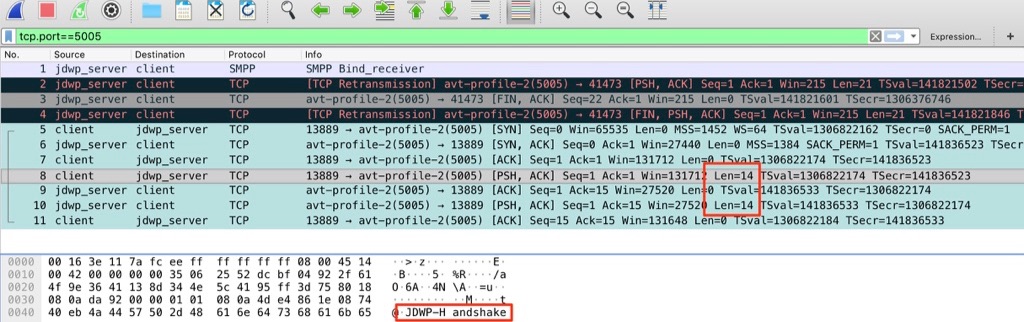 tcp.port==5005
Expression...
+
No. Source Destination Protocol Info
1 jdwp_server client SMPP SMPP Bind_receiver
2 jdwp_server client TCP [TCP Retransmission] avt-profile-2(5005) → 41473 [PSH, ACK] Seq=1 Ack=1 Win=215 Len=21 TSval=141821502 TSecr=
3 jdwp_server client TCP avt-profile-2(5005) → 41473 [FIN, ACK] Seq=22 Ack=1 Win=215 Len=0 TSval=141821601 TSecr=1306376746
4 jdwp_server client TCP [TCP Retransmission] avt-profile-2(5005) → 41473 [FIN, PSH, ACK] Seq=1 Ack=1 Win=215 Len=21 TSval=141821846 T
5 client jdwp_server TCP 13889 → avt-profile-2(5005) [SYN] Seq=0 Win=65535 Len=0 MSS=1452 WS=64 TSval=1306822162 TSecr=0 SACK_PERM=1
6 jdwp_server client TCP avt-profile-2(5005) → 13889 [SYN, ACK] Seq=0 Ack=1 Win=27440 Len=0 MSS=1384 SACK_PERM=1 TSval=141836523 TSecr
7 client jdwp_server TCP 13889 → avt-profile-2(5005) [ACK] Seq=1 Ack=1 Win=131712 Len=0 TSval=1306822174 TSecr=141836523
8 client jdwp_server TCP 13889 → avt-profile-2(5005) [PSH, ACK] Seq=1 Ack=1 Win=131712 Len=14 TSval=1306822174 TSecr=141836523
9 jdwp_server client TCP avt-profile-2(5005) → 13889 [ACK] Seq=1 Ack=15 Win=27520 Len=0 TSval=141836533 TSecr=1306822174
10 jdwp_server client TCP avt-profile-2(5005) → 13889 [PSH, ACK] Seq=1 Ack=15 Win=27520 Len=14 TSval=141836533 TSecr=1306822174
11 client jdwp_server TCP 13889 → avt-profile-2(5005) [ACK] Seq=15 Ack=15 Win=131648 Len=0 TSval=1306822184 TSecr=141836533
0000 00 16 3e 11 7a fc ee ff ff ff ff ff 08 00 45 14 ··>·z··· ······E·
0010 00 42 00 00 00 00 35 06 25 52 dc bf 04 92 2f 61 ·B····5· %R····/a
0020 4f 9e 36 41 13 8d 34 4e 5c 41 95 ff 3d 75 80 18 O·6A··4N \A··=u··
0030 08 0a da 92 00 00 01 01 08 0a 4d e4 86 1e 08 74 ········ ··M····t
0040 40 eb 4a 44 57 50 2d 48 61 6e 64 73 68 61 6b 65 @·JDWP-H andshake